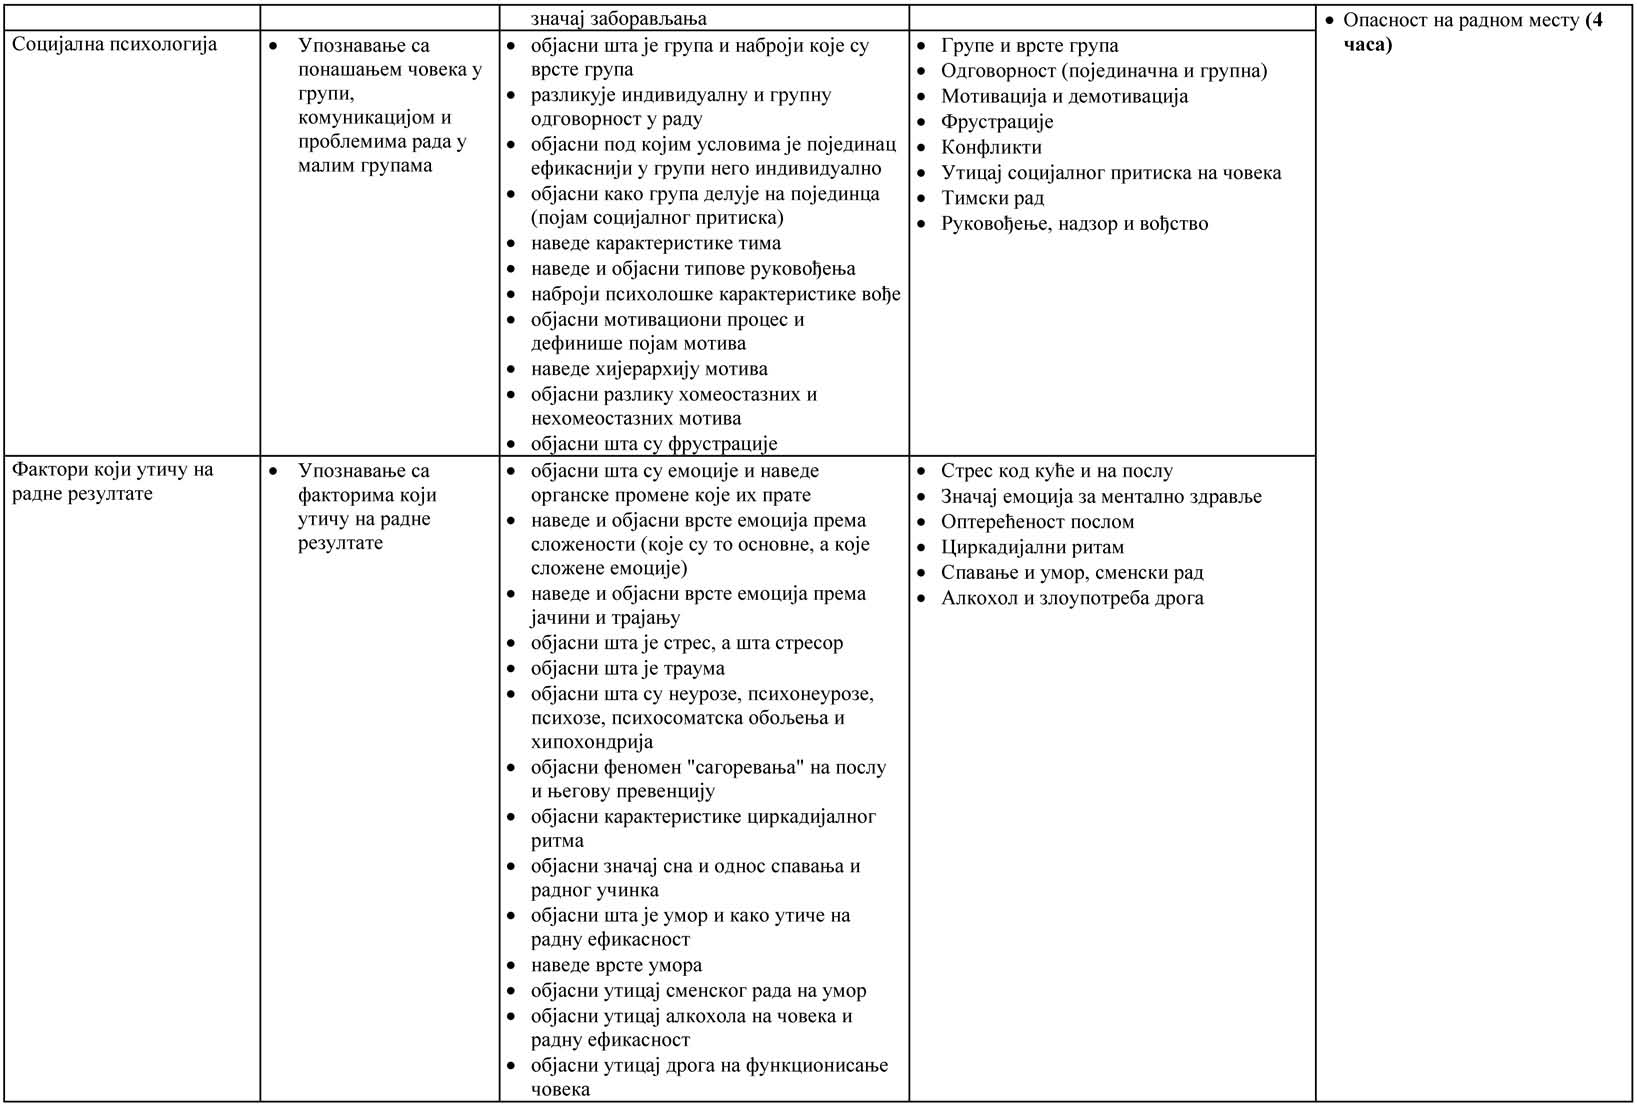 значај заборављања
• Опасност на радном месту (4
часа)
Социјална психологија
• Упознавање са
понашањем човека у
групи,
комуникацијом и
проблемима рада у
малим групама
• објасни шта је група и наброји које су
врсте група
• разликује индивидуалну и групну
одговорност у раду
• објасни под којим условима је појединац
ефикаснији у групи него индивидуално
• објасни како група делује на појединца
(појам социјалног притиска)
• наведе карактеристике тима
• наведе и објасни типове руковођења
• наброји психолошке карактеристике вође
• објасни мотивациони процес и
дефинише појам мотива
• наведе хијерархију мотива
• објасни разлику хомеостазних и
нехомеостазних мотива
• објасни шта су фрустрације
• Групе и врсте група
• Одговорност (појединачна и групна)
• Мотивација и демотивација
• Фрустрације
• Конфликти
• Утицај социјалног притиска на човека
• Тимски рад
• Руковођење, надзор и вођство
Фактори који утичу на
радне резултате
• Упознавање са
факторима који
утичу на радне
резултате
• објасни шта су емоције и наведе
органске промене које их прате
• наведе и објасни врсте емоција према
сложености (које су то основне, а које
сложене емоције)
• наведе и објасни врсте емоција према
јачини и трајању
• објасни шта је стрес, а шта стресор
• објасни шта је траума
• објасни шта су неурозе, психонеурозе,
психозе, психосоматска обољења и
хипохондрија
• објасни феномен "сагоревања" на послу
и његову превенцију
• објасни карактеристике циркадијалног
ритма
• објасни значај сна и однос спавања и
радног учинка
• објасни шта је умор и како утиче на
радну ефикасност
• наведе врсте умора
• објасни утицај сменског рада на умор
• објасни утицај алкохола на човека и
радну ефикасност
• објасни утицај дрога на функционисање
човека
• Стрес код куће и на послу
• Значај емоција за ментално здравље
• Оптерећеност послом
• Циркадијални ритам
• Спавање и умор, сменски рад
• Алкохол и злоупотреба дрога